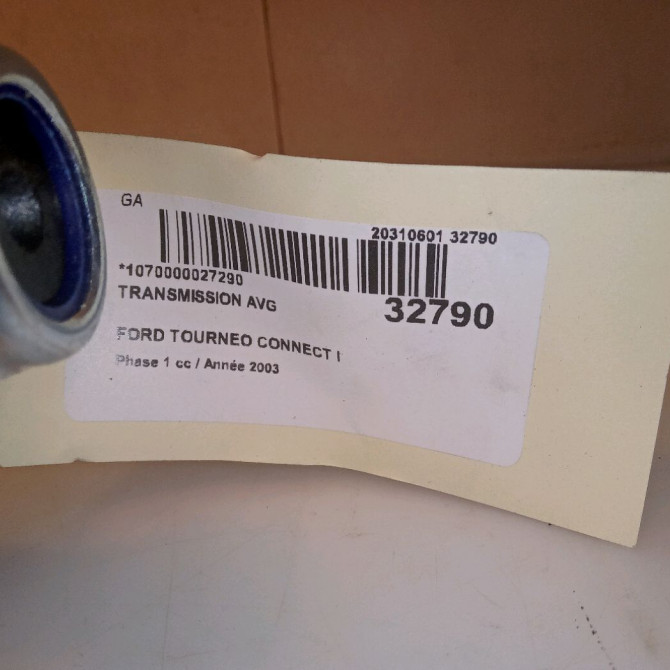 GA
20310601 32790
*1070000027290
32790
TRANSMISSION AVG
FORD TOURNEO CONNECT I
Phase 1 cc / Année 2003